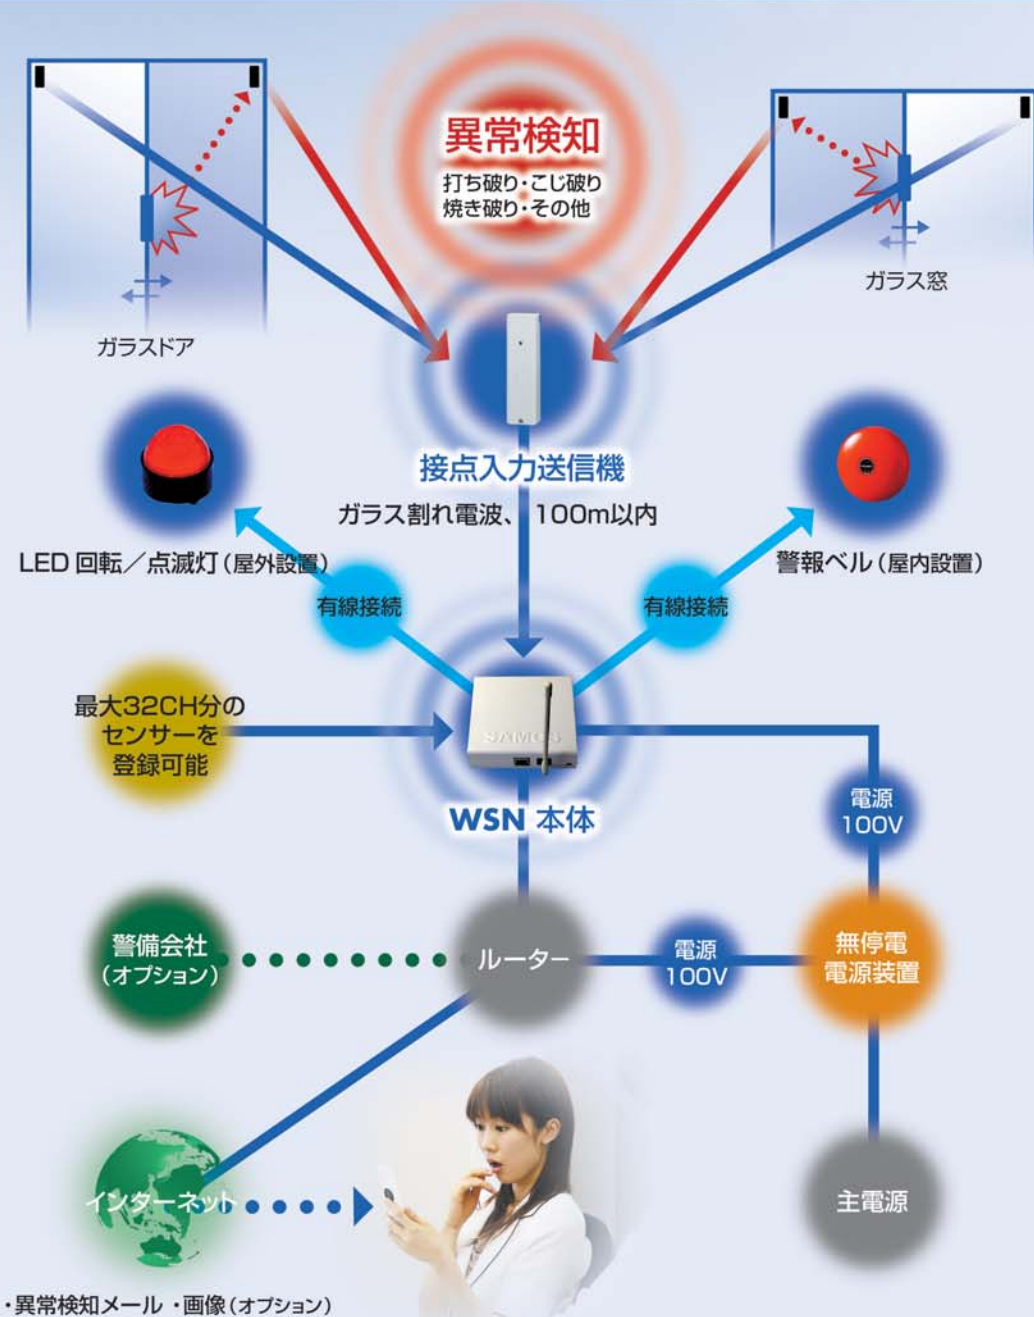 異常検知
打ち破り・こじ破り
焼き破り・その他
ガラス窓
ガラスドア
接点入力送信機
ガラス割れ電波、100m以内
LED 回転／点滅灯（屋外設置）
警報ベル（屋内設置）
有線接続
有線接続
最大32CH分の
センサーを
登録可能
WSN 本体
電源
100V
警備会社
（オプション）
ルーター
電源
100V
無停電
電源装置
インターネット
主電源
・異常検知メール ・画像（オプション）